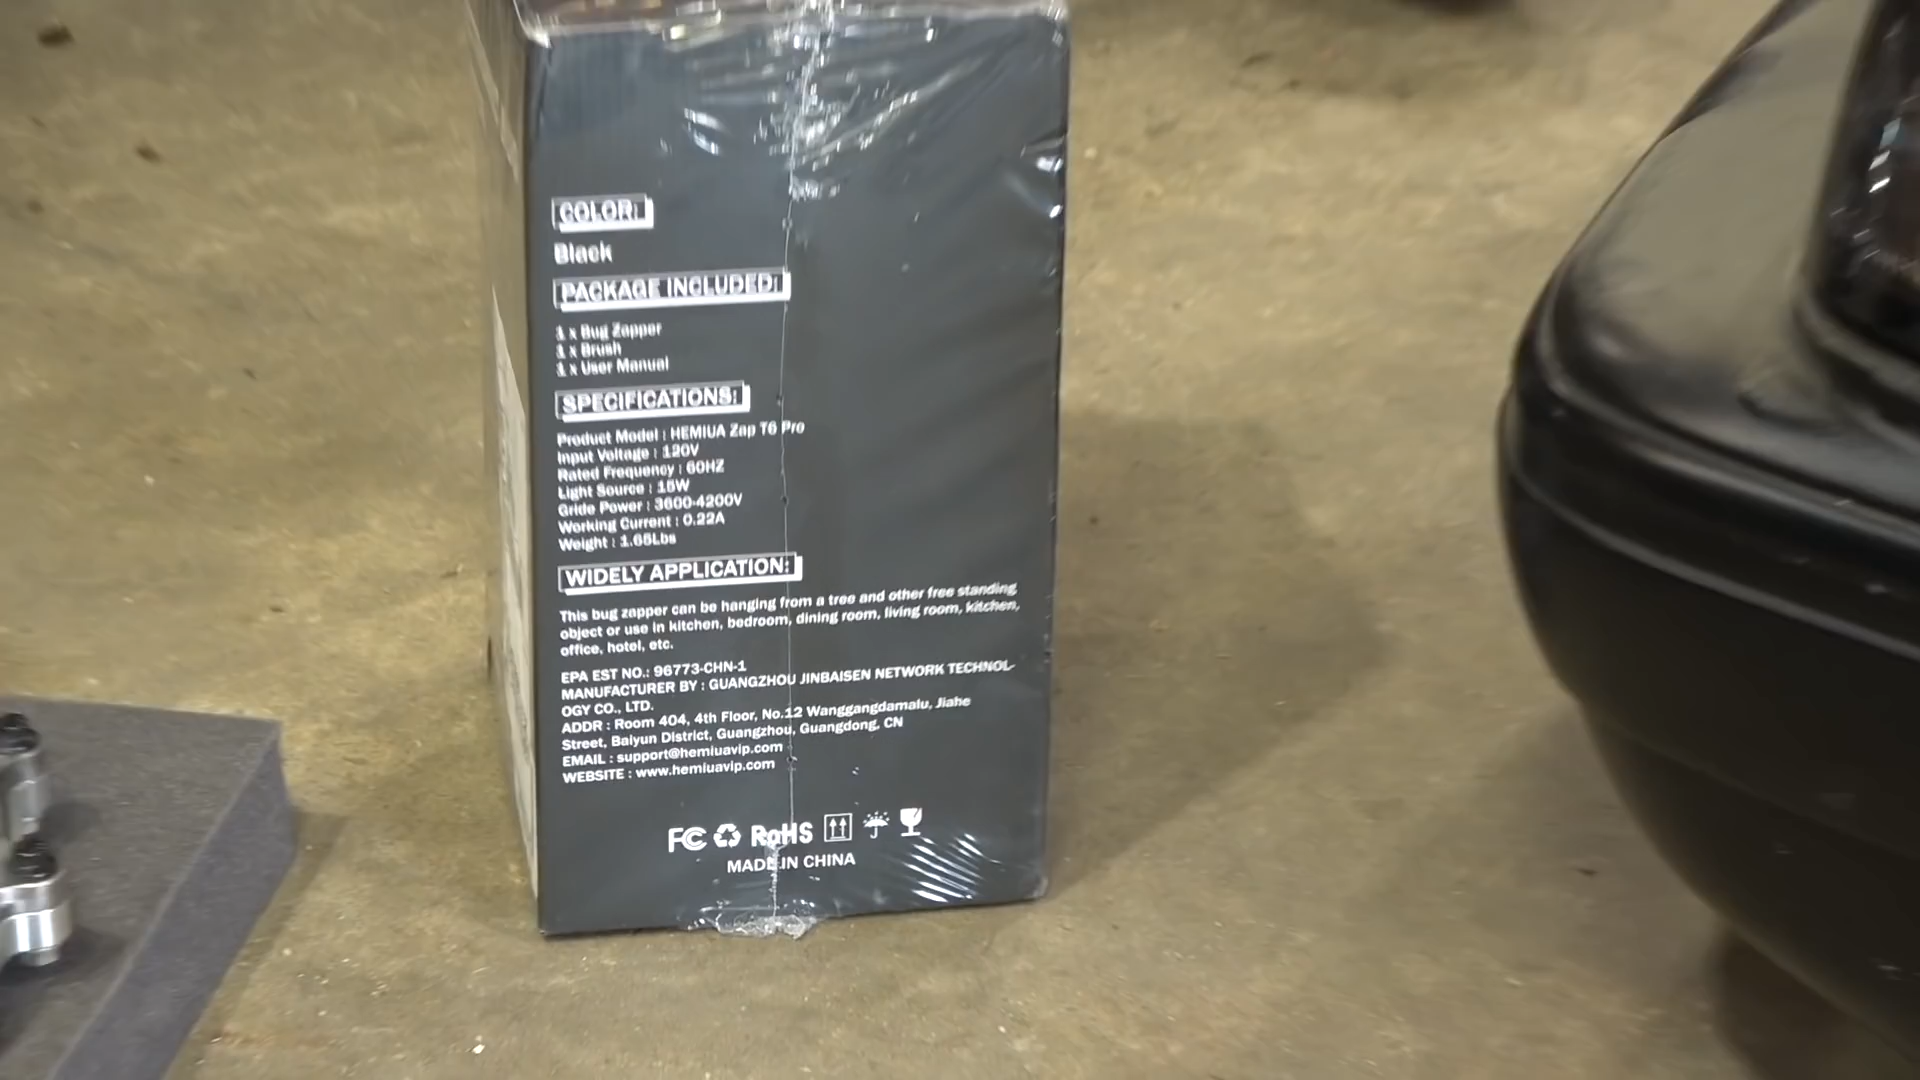 COLOR:
Black
PACKAGE INCLUDED:
1 x Bug Zapper
1 x Brush
1 x User Manual
SPECIFICATIONS:
Product Model : HEMIUA Zap T6 Pro
Input Voltage : 120V
Rated Frequency : 60HZ
Light Source : 15W
Gride Power : 3600-4200V
Working Current : 0.22A
Weight : 1.65Lbs
WIDELY APPLICATION:
This bug zapper can be hanging from a tree and other free standing
object or use in kitchen, bedroom, dining room, living room, kitchen,
office, hotel, etc.
EPA EST NO.: 96773-CHN-1
MANUFACTURER BY : GUANGZHOU JINBAISEN NETWORK TECHNOL-
OGY CO., LTD.
ADDR : Room 404, 4th Floor, No.12 Wanggangdamalu, Jiahe
Street, Baiyun District, Guangzhou, Guangdong, CN
EMAIL : support@hemiuavip.com
WEBSITE : www.hemiuavip.com
FC RoHS
MADE IN CHINA